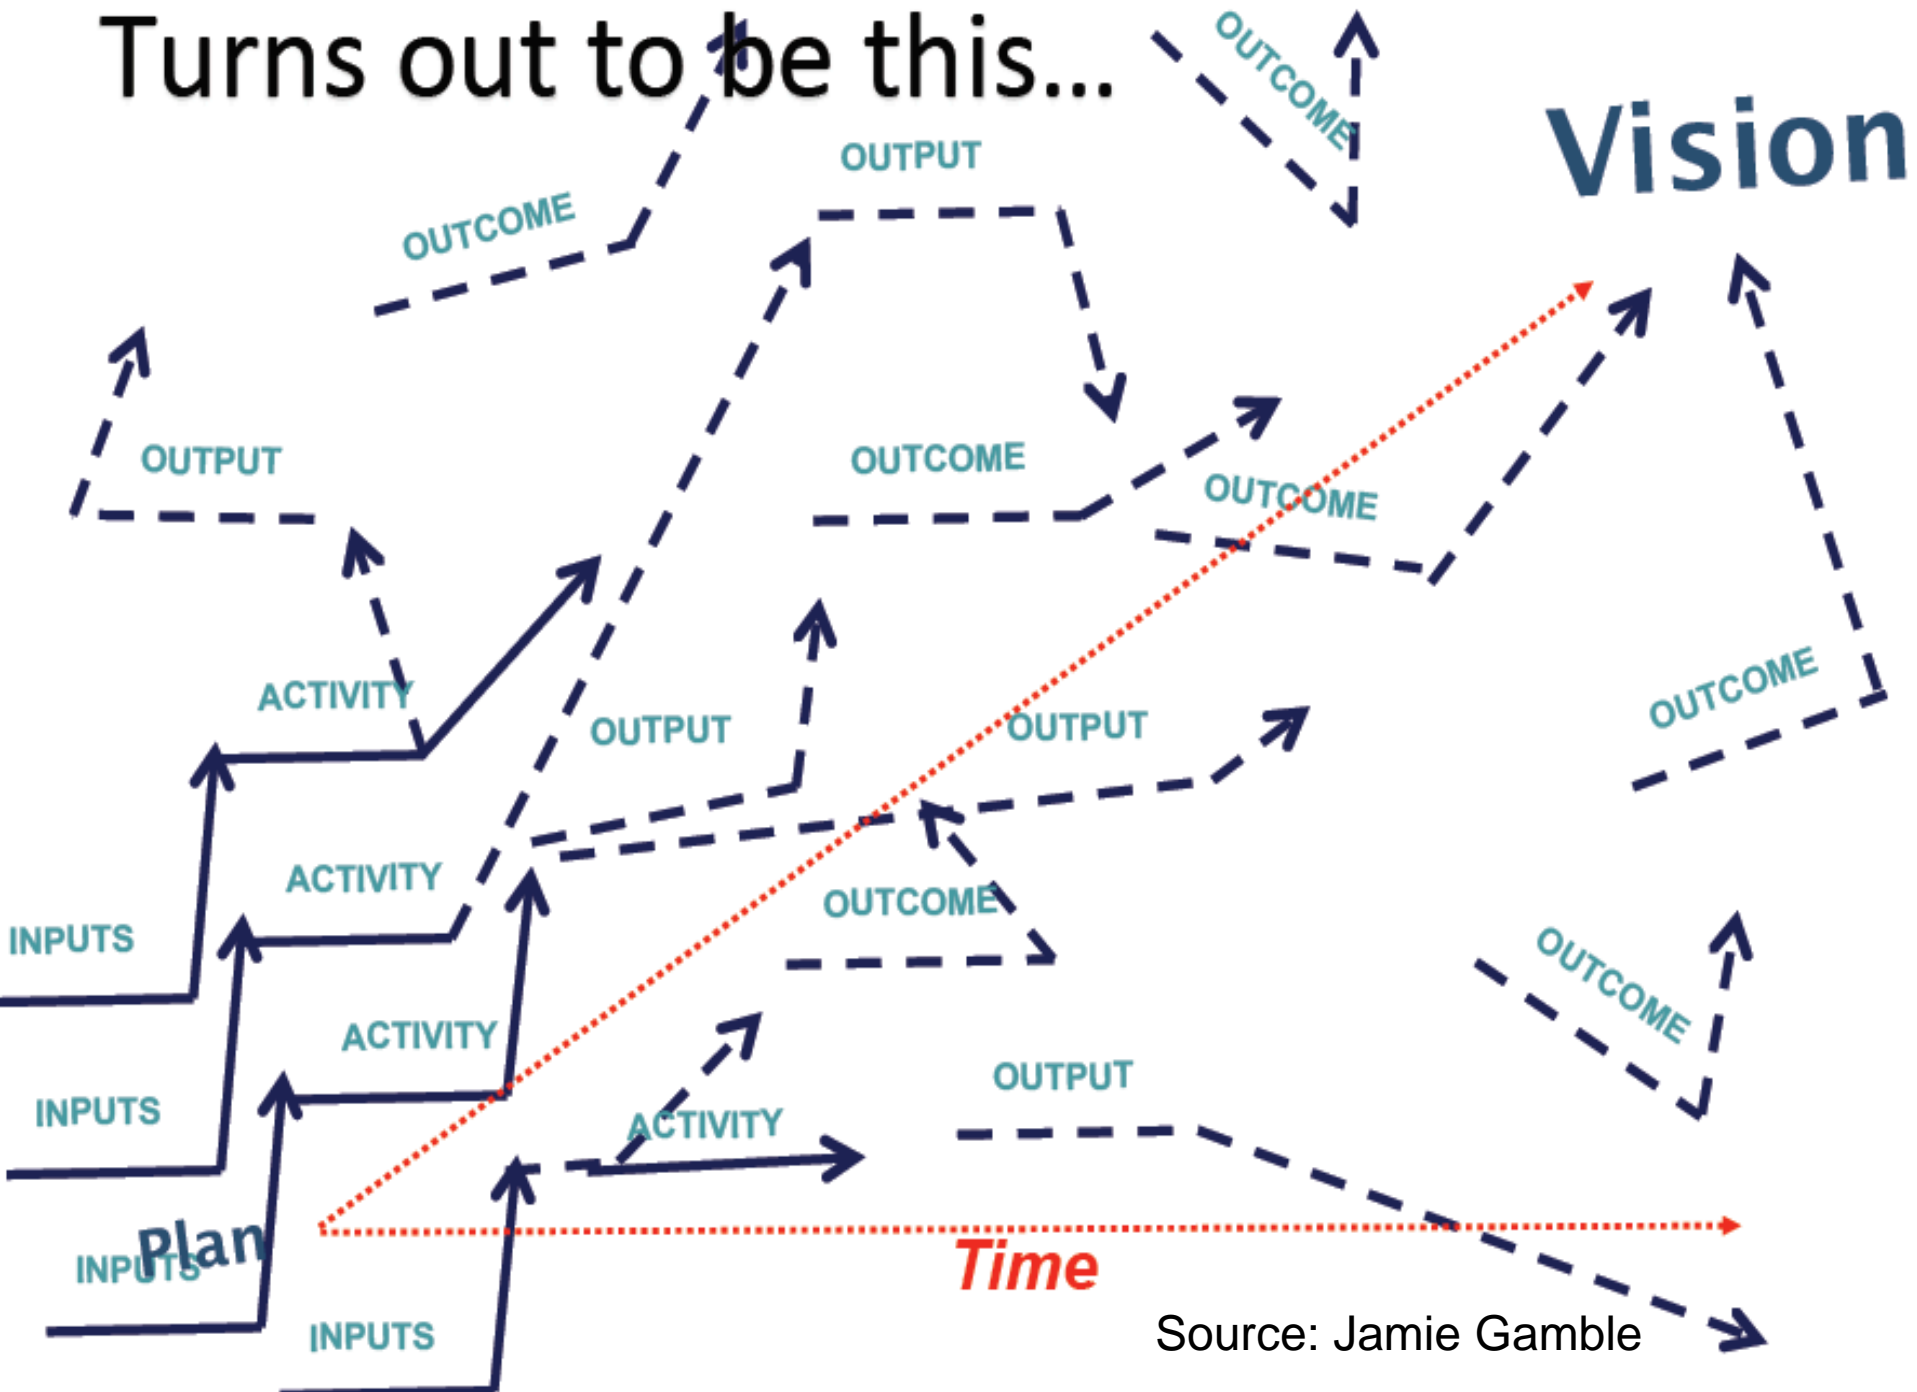 Turns out to be this...
OUTCOME
Vision
OUTPUT
OUTCOME
OUTPUT
OUTCOME
OUTCOME
ACTIVITY
OUTPUT
OUTPUT
OUTCOME
ACTIVITY
OUTCOME
INPUTS
OUTCOME
ACTIVITY
OUTPUT
INPUTS
ACTIVITY
Plan
INPUTS
Time
INPUTS
Source: Jamie Gamble